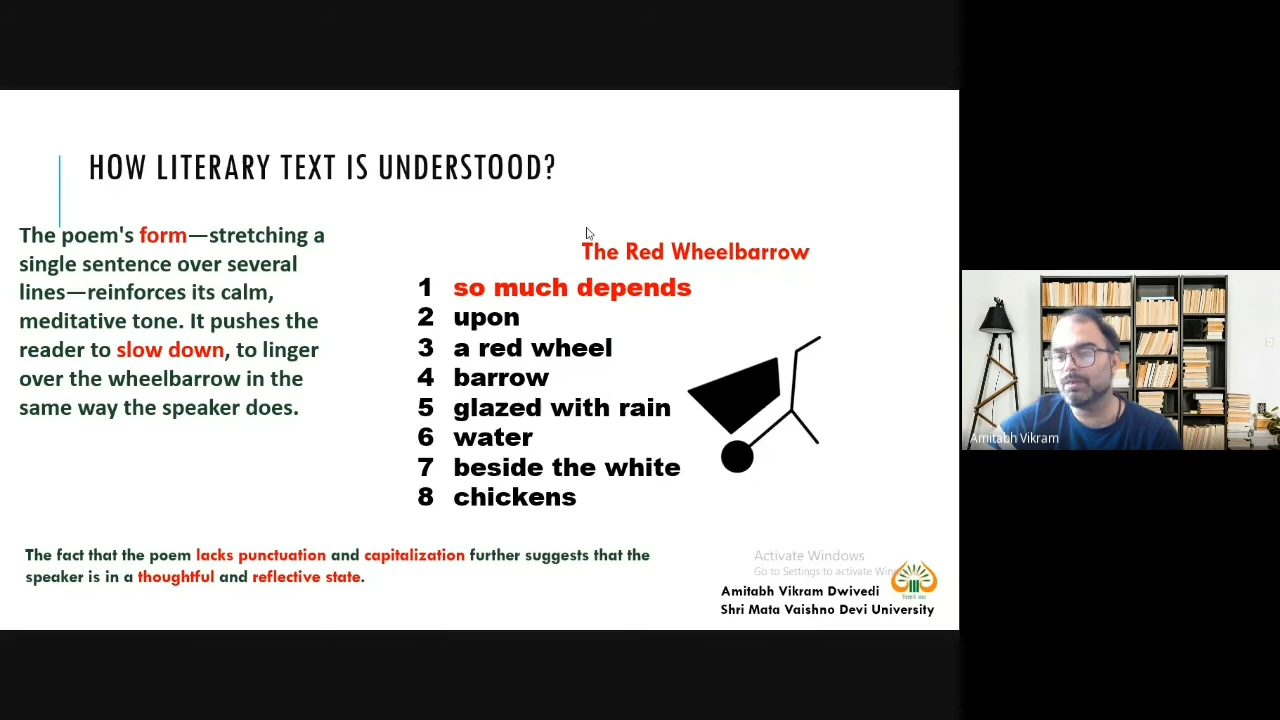 HOW LITERARY TEXT IS UNDERSTOOD?
The poem's form—stretching a
single sentence over several
lines—reinforces its calm,
meditative tone. It pushes the
reader to slow down, to linger
over the wheelbarrow in the
same way the speaker does.
The Red Wheelbarrow
1 so much depends
2 upon
3 a red wheel
4 barrow
5 glazed with rain
6 water
7 beside the white
8 chickens
The fact that the poem lacks punctuation and capitalization further suggests that the
speaker is in a thoughtful and reflective state.
Activate Windows
Go to Settings to activate
Amitabh Vikram Dwivedi
Shri Mata Vaishno Devi University
Amitabh Vikram